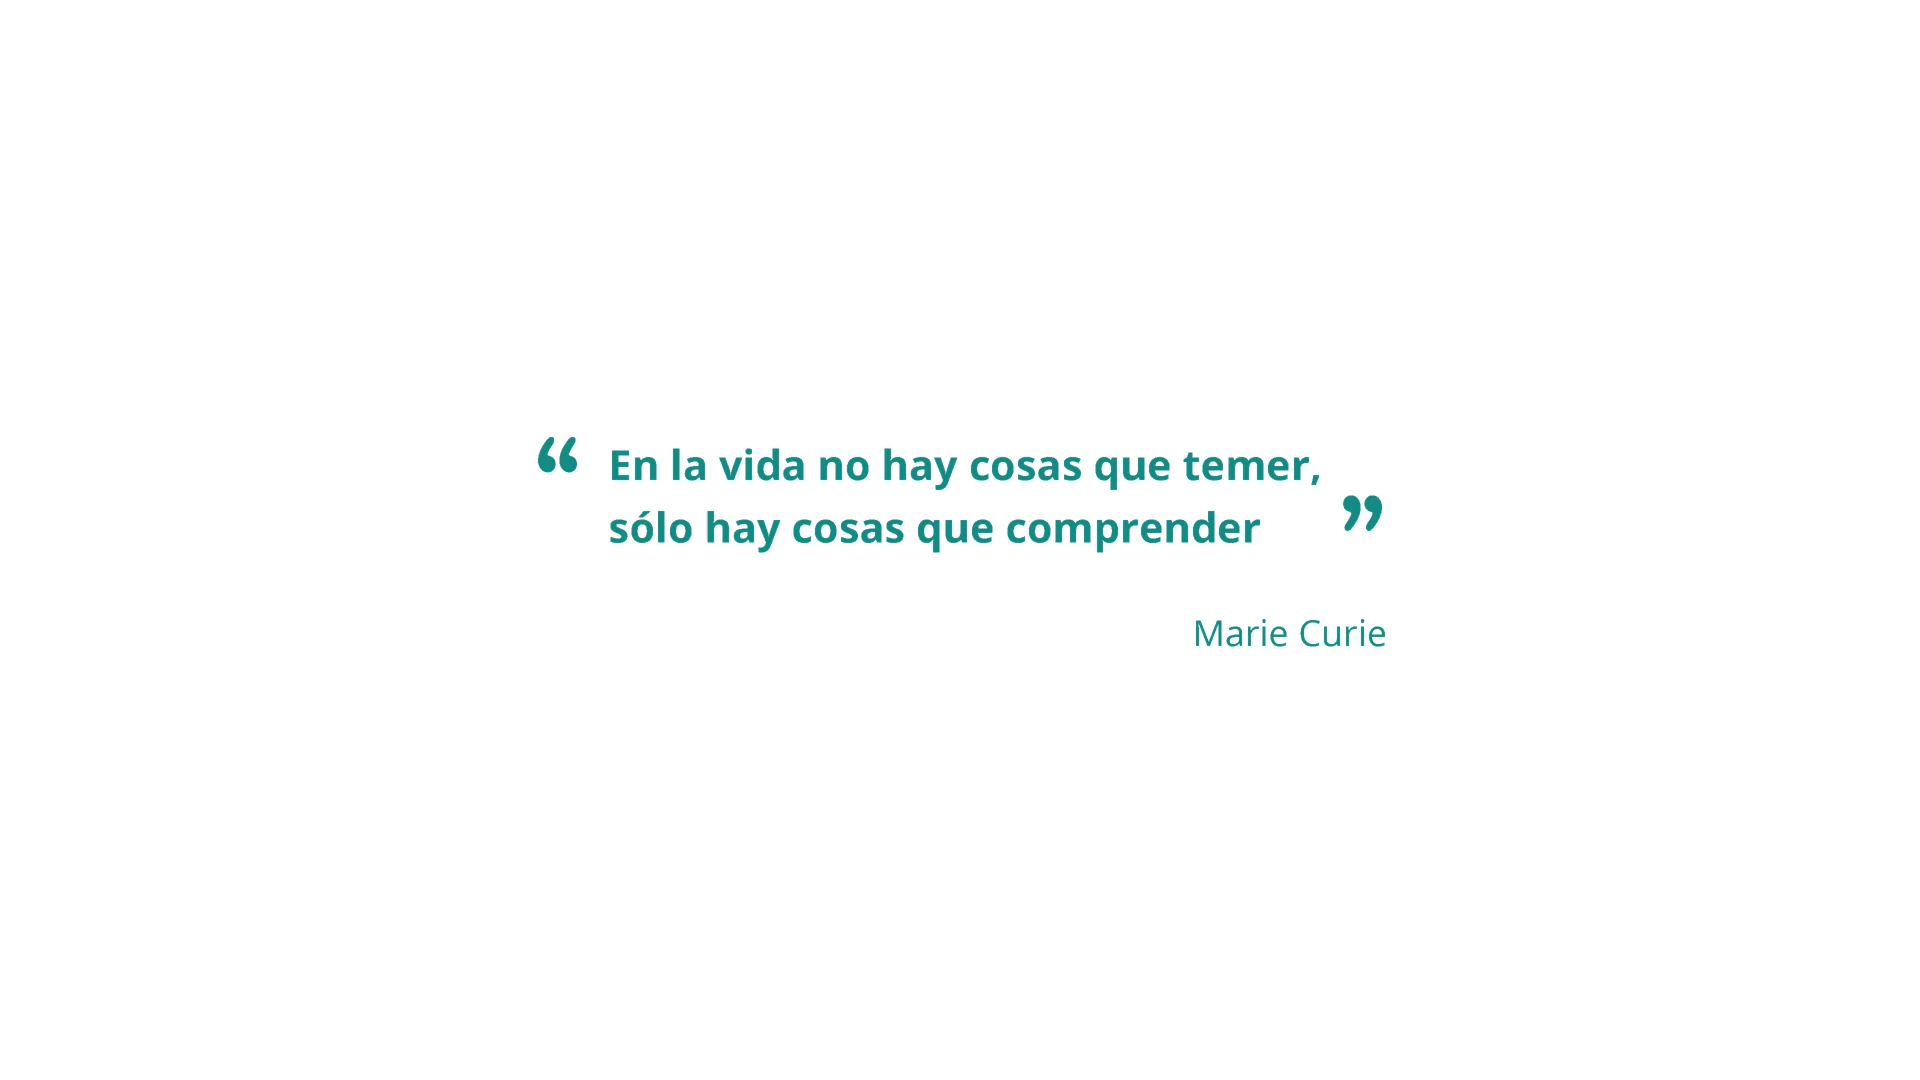 “ En la vida no hay cosas que temer,
sólo hay cosas que comprender ”
Marie Curie